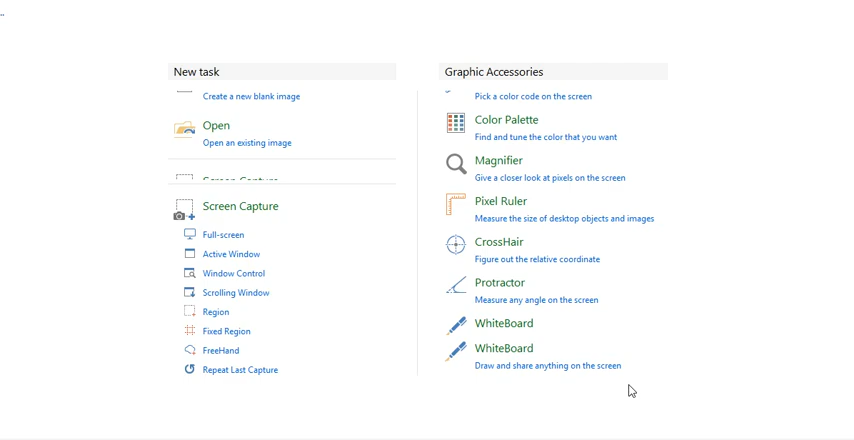 New task
Create a new blank image
Open
Open an existing image
Screen Capture
Screen Capture
Full-screen
Active Window
Window Control
Scrolling Window
Region
Fixed Region
FreeHand
Repeat Last Capture
Graphic Accessories
Pick a color code on the screen
Color Palette
Find and tune the color that you want
Magnifier
Give a closer look at pixels on the screen
Pixel Ruler
Measure the size of desktop objects and images
CrossHair
Figure out the relative coordinate
Protractor
Measure any angle on the screen
WhiteBoard
WhiteBoard
Draw and share anything on the screen